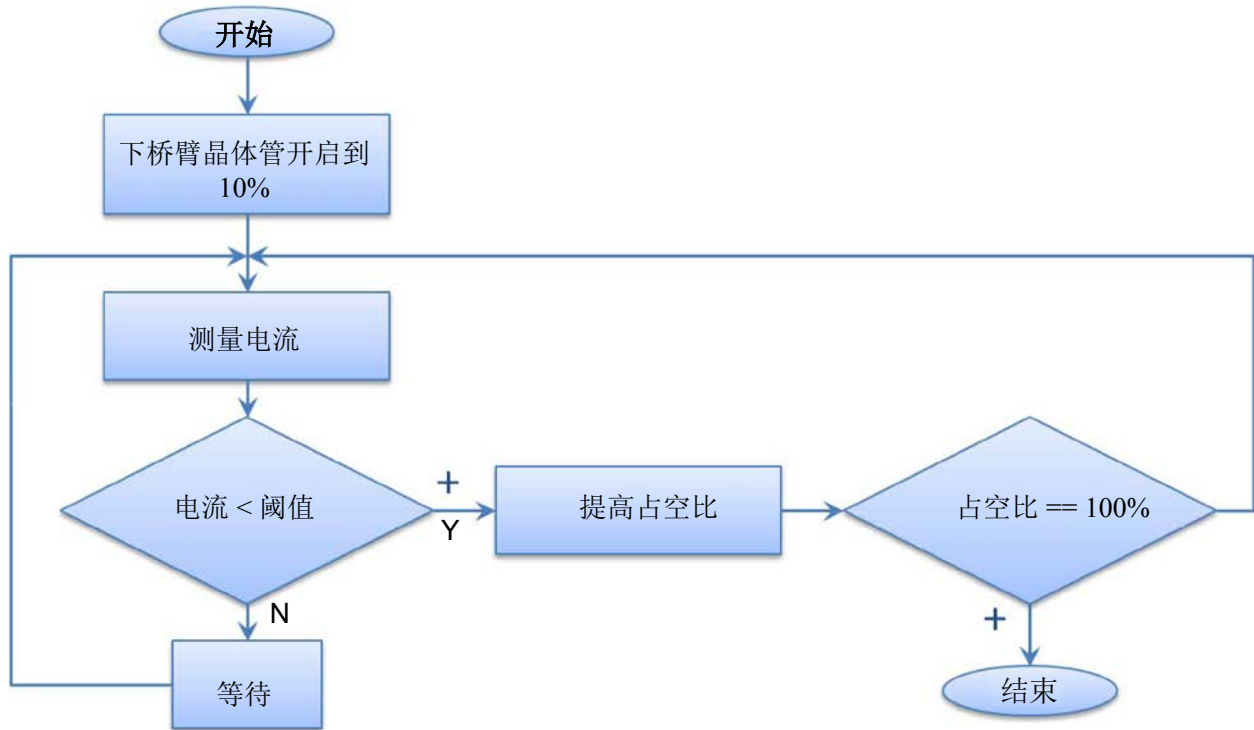 开始
下桥臂晶体管开启到
10%
测量电流
电流 < 阈值
+
Y
提高占空比
占空比 == 100%
N
+
等待
结束